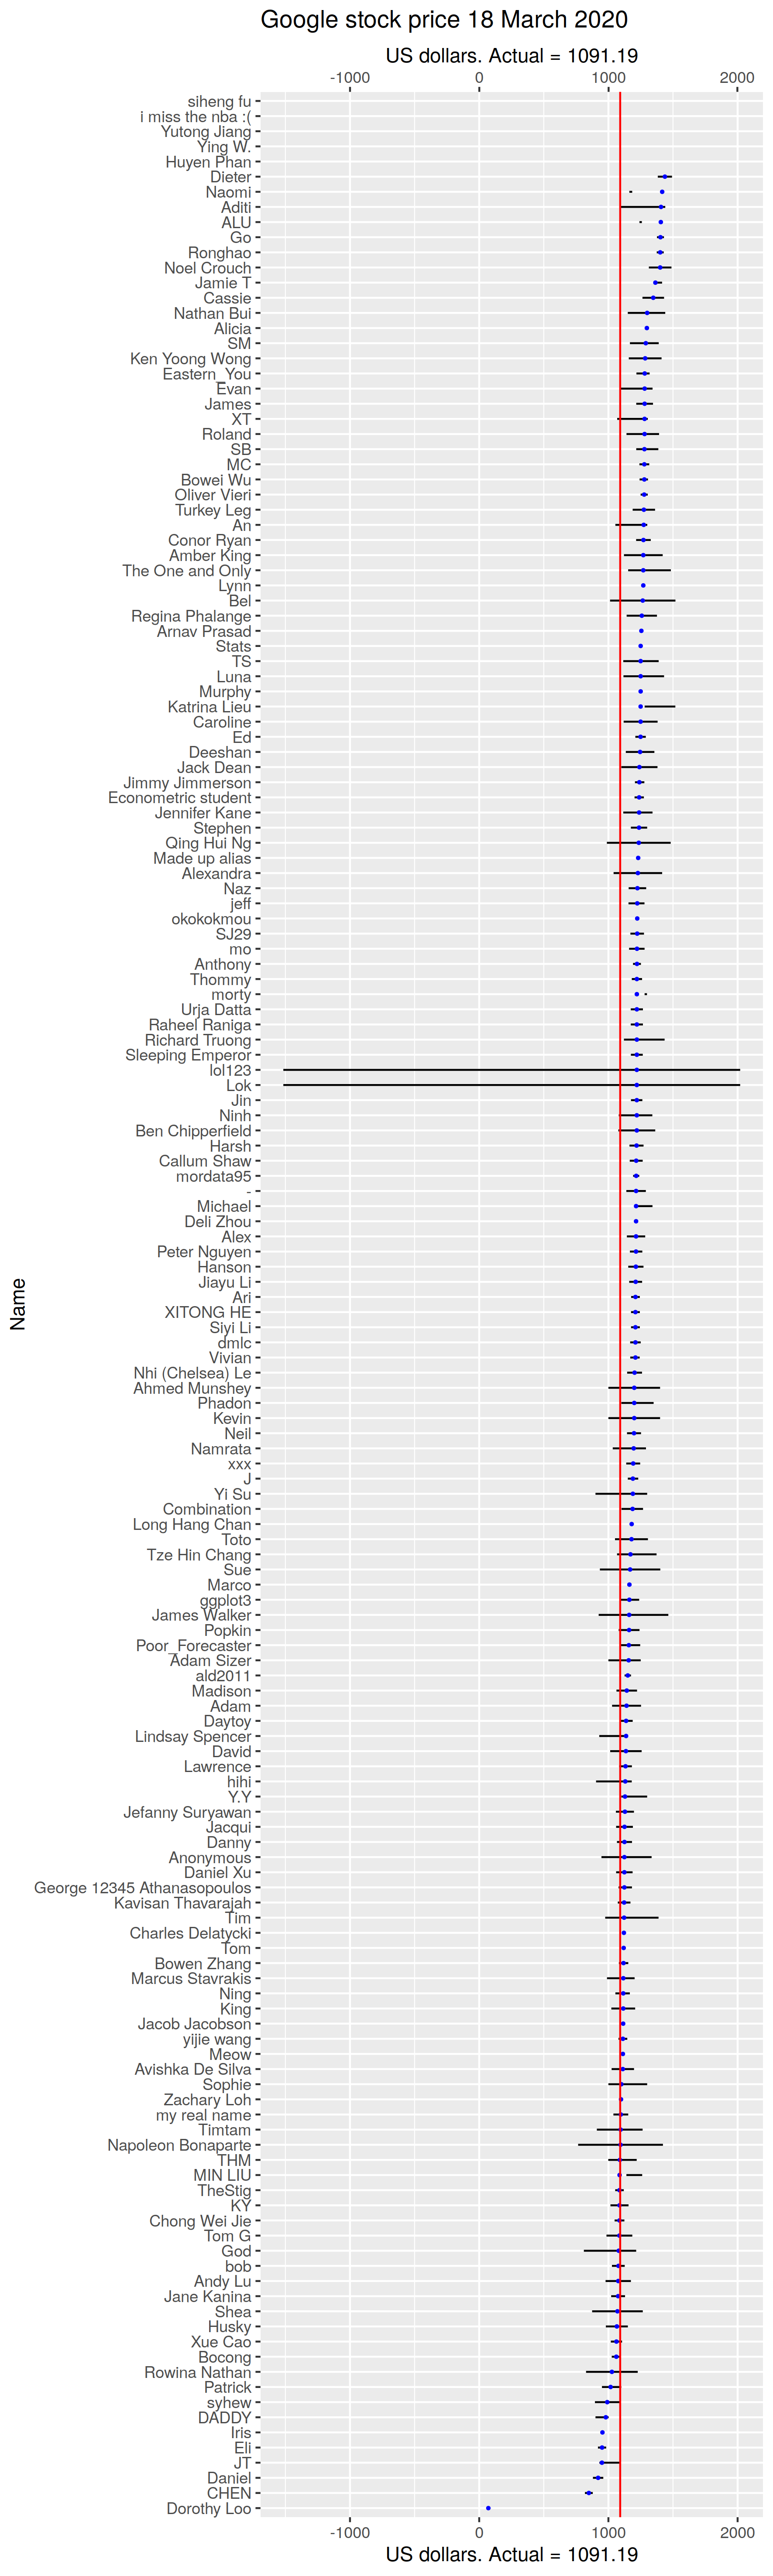 Google stock price 18 March 2020
US dollars. Actual = 1091.19
-1000 0 1000 2000
siheng fu
i miss the nba :(
Yutong Jiang
Ying W.
Huyen Phan
Dieter
Naomi
Aditi
ALU
Go
Ronghao
Noel Crouch
Jamie T
Cassie
Nathan Bui
Alicia
SM
Ken Yoong Wong
Eastern_You
Evan
James
XT
Roland
SB
MC
Bowei Wu
Oliver Vieri
Turkey Leg
An
Conor Ryan
Amber King
The One and Only
Lynn
Bel
Regina Phalange
Arnav Prasad
Stats
TS
Luna
Murphy
Katrina Lieu
Caroline
Ed
Deeshan
Jack Dean
Jimmy Jimmerson
Econometric student
Jennifer Kane
Stephen
Qing Hui Ng
Made up alias
Alexandra
Naz
jeff
okokokmou
SJ29
mo
Anthony
Thommy
morty
Urja Datta
Raheel Raniga
Richard Truong
Sleeping Emperor
lol123
Lok
Jin
Ninh
Ben Chipperfield
Harsh
Callum Shaw
mordata95
-
Michael
Deli Zhou
Alex
Peter Nguyen
Hanson
Jiayu Li
Ari
XITONG HE
Siyi Li
dmlc
Vivian
Nhi (Chelsea) Le
Ahmed Munshey
Phadon
Kevin
Neil
Namrata
xxx
J
Yi Su
Combination
Long Hang Chan
Toto
Tze Hin Chang
Sue
Marco
ggplot3
James Walker
Popkin
Poor_Forecaster
Adam Sizer
ald2011
Madison
Adam
Daytoy
Lindsay Spencer
David
Lawrence
hihi
Y.Y
Jefanny Suryawan
Jacqui
Danny
Anonymous
Daniel Xu
George 12345 Athanasopoulos
Kavisan Thavarajah
Tim
Charles Delatycki
Tom
Bowen Zhang
Marcus Stavrakis
Ning
King
Jacob Jacobson
yijie wang
Meow
Avishka De Silva
Sophie
Zachary Loh
my real name
Timtam
Napoleon Bonaparte
THM
MIN LIU
TheStig
KY
Chong Wei Jie
Tom G
God
bob
Andy Lu
Jane Kanina
Shea
Husky
Xue Cao
Bocong
Rowina Nathan
Patrick
syhew
DADDY
Iris
Eli
JT
Daniel
CHEN
Dorothy Loo
Name
-1000 0 1000 2000
US dollars. Actual = 1091.19